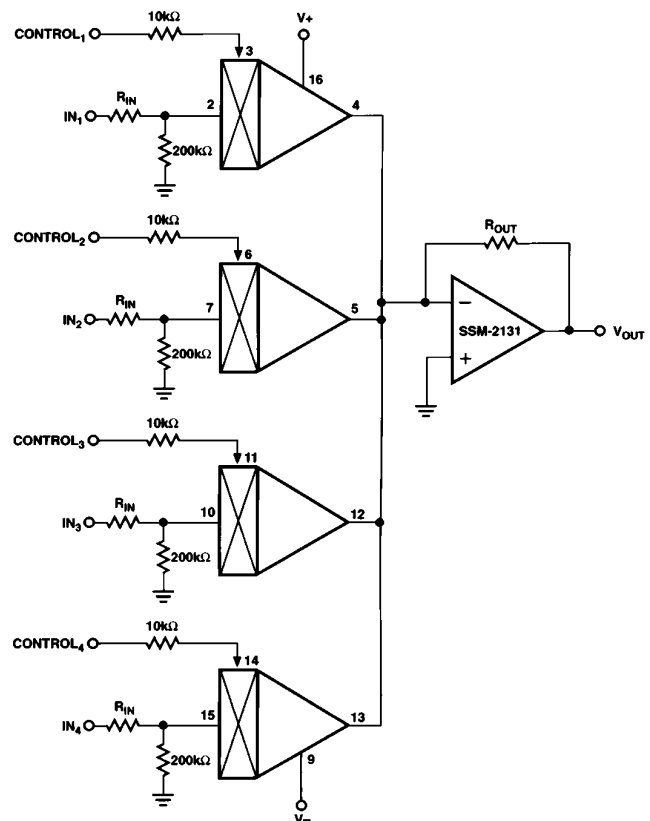 10kΩ
V+
CONTROL1
3
16
RIN
2
4
IN1
200kΩ
10kΩ
CONTROL2
6
ROUT
RIN
7
5
−
IN2
SSM-2131
VOUT
200kΩ
+
10kΩ
CONTROL3
11
RIN
10
12
IN3
200kΩ
10kΩ
CONTROL4
14
RIN
15
13
IN4
200kΩ
9
V−